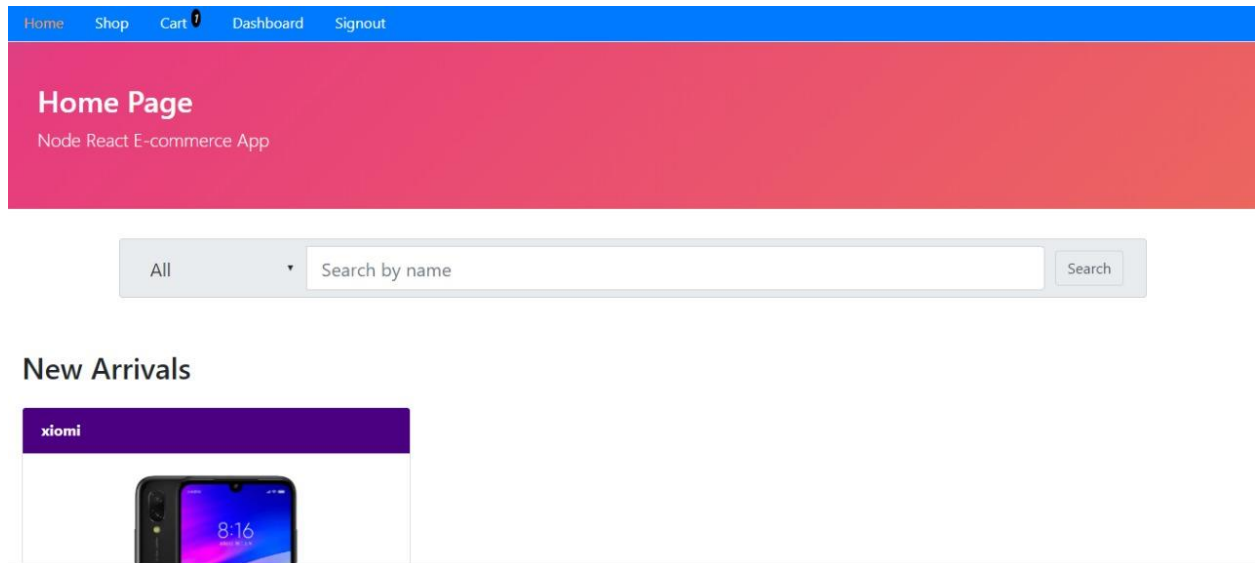 Home Shop Cart 1 Dashboard Signout
Home Page
Node React E-commerce App
All Search by name Search
New Arrivals
xiomi
8:16